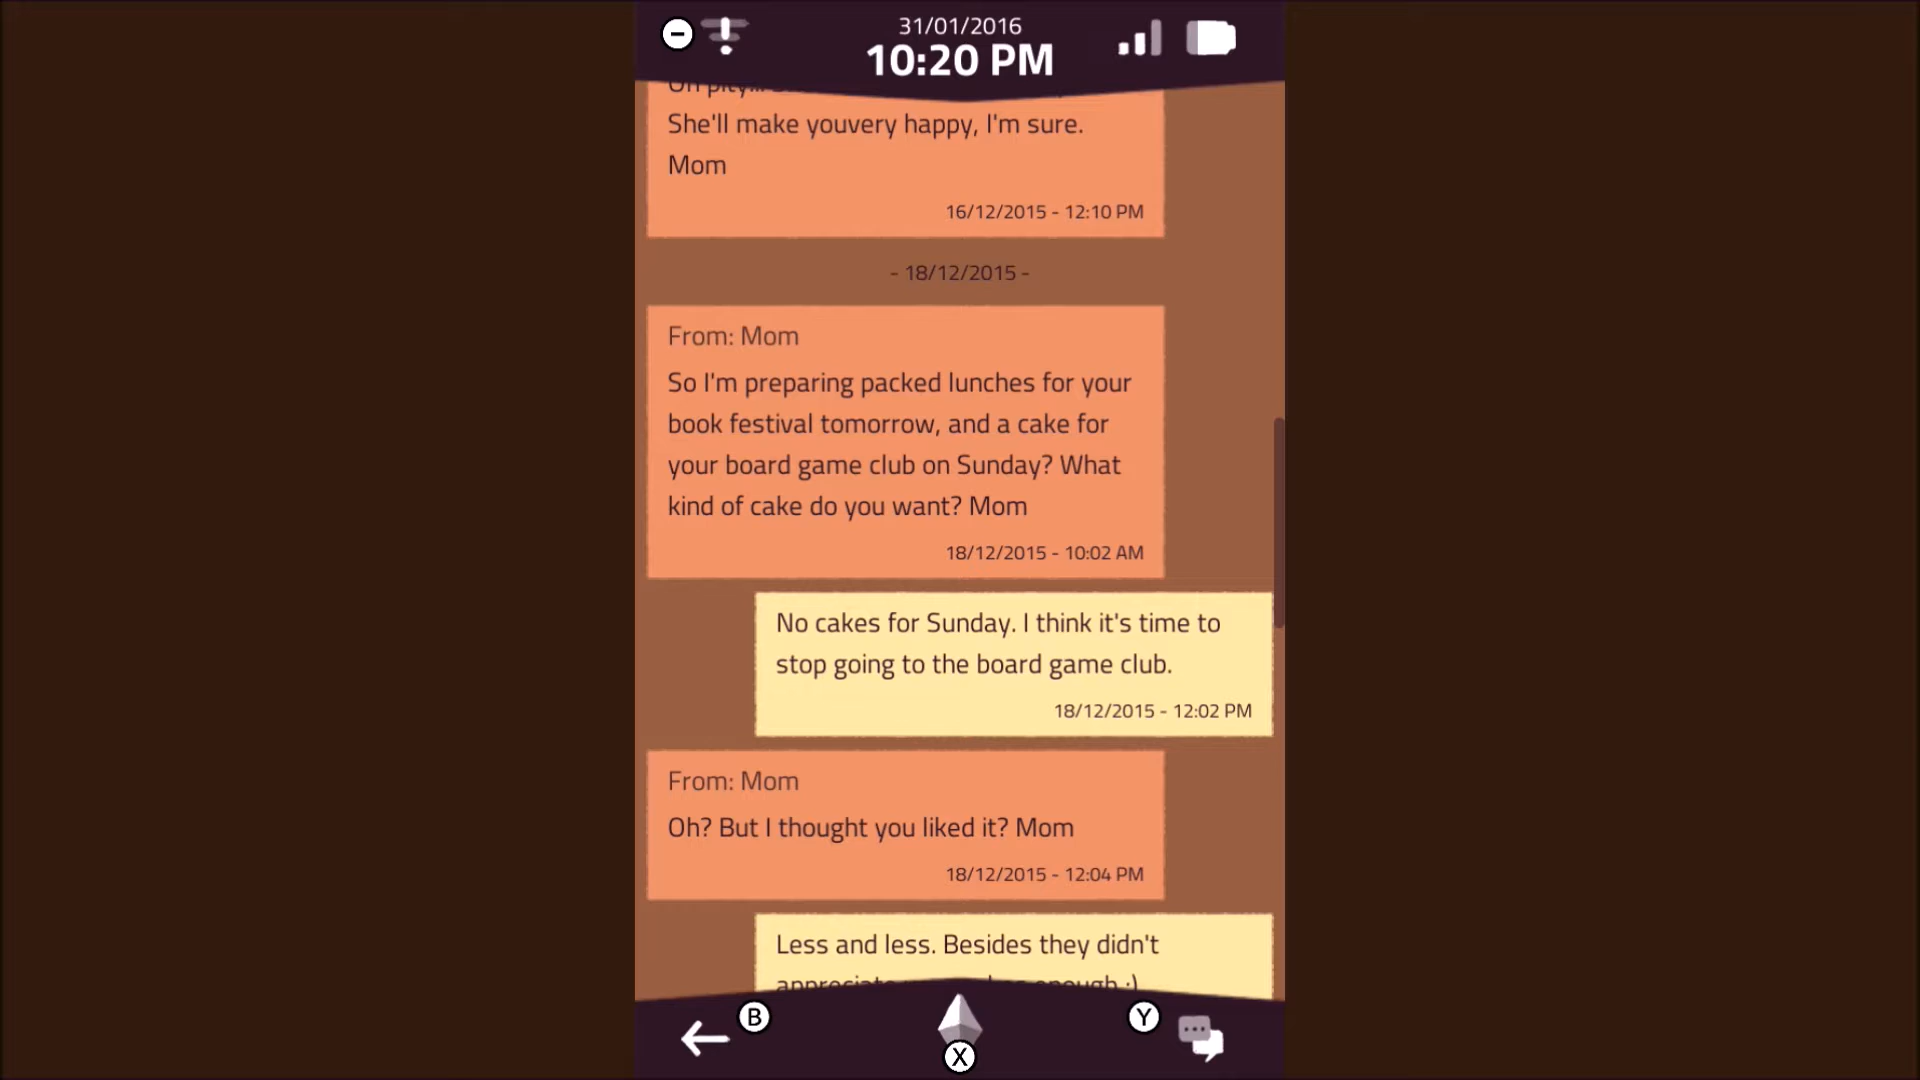 31/01/2016
10:20 PM
Oh pity...
She'll make youvery happy, I'm sure.
Mom
16/12/2015 - 12:10 PM
- 18/12/2015 -
From: Mom
So I'm preparing packed lunches for your
book festival tomorrow, and a cake for
your board game club on Sunday? What
kind of cake do you want? Mom
18/12/2015 - 10:02 AM
No cakes for Sunday. I think it's time to
stop going to the board game club.
18/12/2015 - 12:02 PM
From: Mom
Oh? But I thought you liked it? Mom
18/12/2015 - 12:04 PM
Less and less. Besides they didn't
appreciate enough ;)
B
Y
X